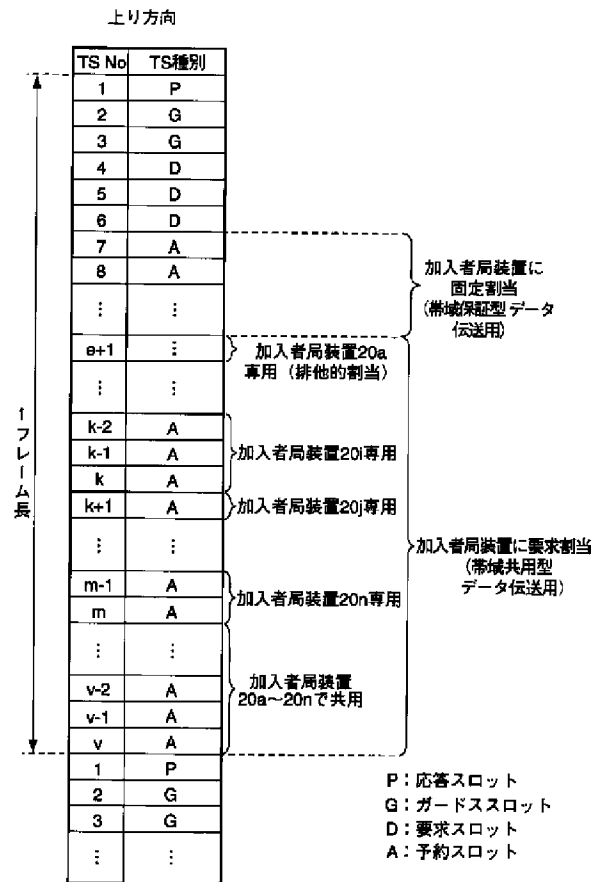 上り方向
TS No TS種別
1 P
2 G
3 G
4 D
5 D
6 D
7 A
8 A
⋮ ⋮
e+1 ⋮
⋮ ⋮
k-2 A
k-1 A
k A
k+1 A
⋮ ⋮
m-1 A
m A
⋮ ⋮
v-2 A
v-1 A
v A
1 P
2 G
3 G
⋮ ⋮
1フレーム長
加入者局装置に
固定割当
(帯域保証型データ
伝送用)
加入者局装置20a
専用(排他的割当)
加入者局装置20i専用
加入者局装置20j専用
加入者局装置に要求割当
(帯域共用型
データ伝送用)
加入者局装置20n専用
加入者局装置
20a〜20nで共用
P:応答スロット
G:ガードススロット
D:要求スロット
A:予約スロット